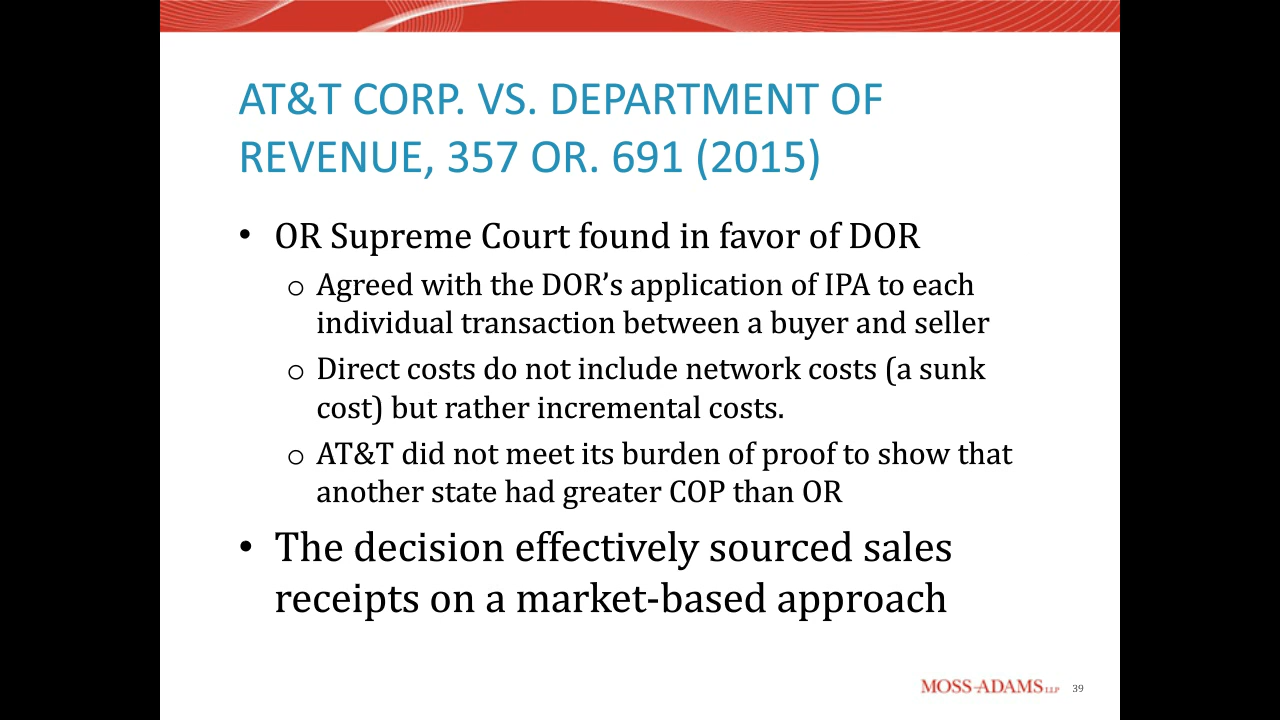 AT&T CORP. VS. DEPARTMENT OF
REVENUE, 357 OR. 691 (2015)
• OR Supreme Court found in favor of DOR
o Agreed with the DOR’s application of IPA to each
individual transaction between a buyer and seller
o Direct costs do not include network costs (a sunk
cost) but rather incremental costs.
o AT&T did not meet its burden of proof to show that
another state had greater COP than OR
• The decision effectively sourced sales
receipts on a market-based approach
MOSS-ADAMS LLP 39